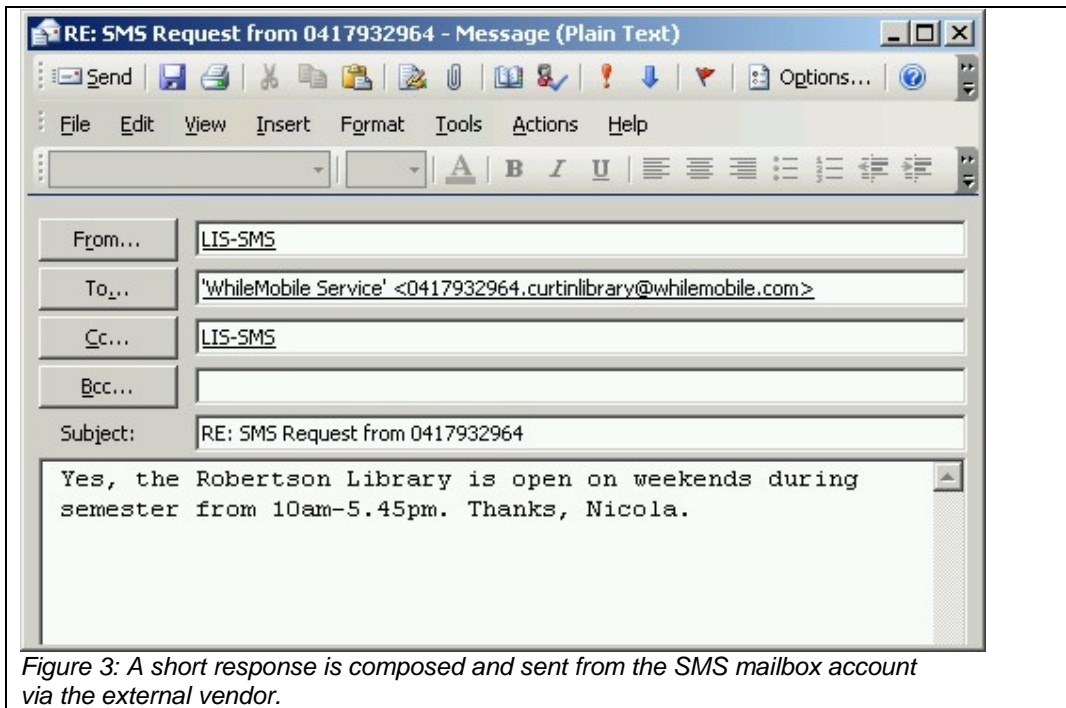 RE: SMS Request from 0417932964 - Message (Plain Text)
Send Options...
File Edit View Insert Format Tools Actions Help
A B I U
From... LIS-SMS
To... 'WhileMobile Service' <0417932964.curtinlibrary@whilemobile.com>
Cc... LIS-SMS
Bcc...
Subject: RE: SMS Request from 0417932964
Yes, the Robertson Library is open on weekends during
semester from 10am-5.45pm. Thanks, Nicola.
Figure 3: A short response is composed and sent from the SMS mailbox account
via the external vendor.